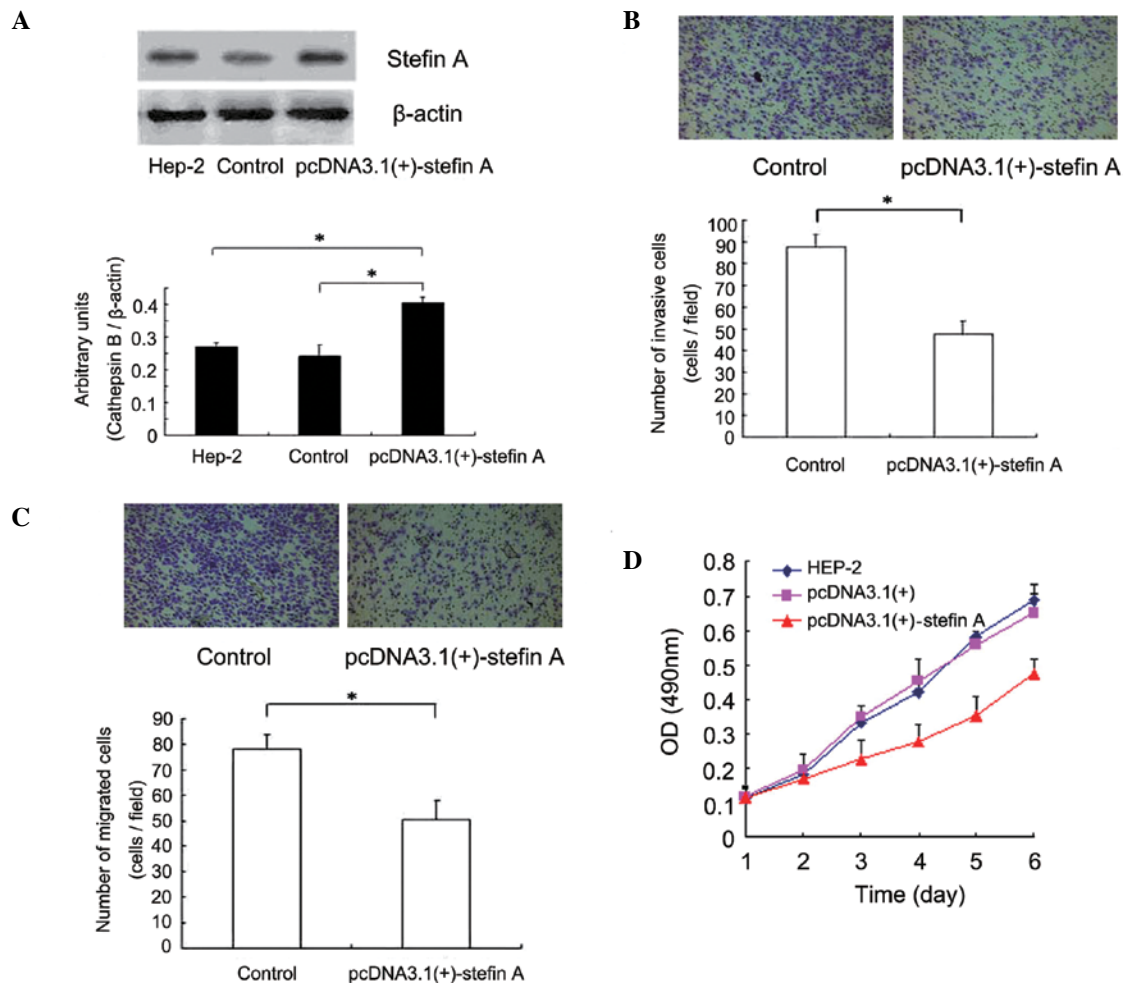 A
Stefin A
β-actin
Hep-2 Control pcDNA3.1(+)-stefin A
*
*
Arbitrary units
(Cathepsin B / β-actin)
0.4
0.3
0.2
0.1
0
Hep-2 Control pcDNA3.1(+)-stefin A
B
Control pcDNA3.1(+)-stefin A
*
Number of invasive cells
(cells / field)
100
90
80
70
60
50
40
30
20
10
0
Control pcDNA3.1(+)-stefin A
C
Control pcDNA3.1(+)-stefin A
*
Number of migrated cells
(cells / field)
90
80
70
60
50
40
30
20
10
0
Control pcDNA3.1(+)-stefin A
D
HEP-2
pcDNA3.1(+)
pcDNA3.1(+)-stefin A
OD (490nm)
0.8
0.7
0.6
0.5
0.4
0.3
0.2
0.1
0
1 2 3 4 5 6
Time (day)